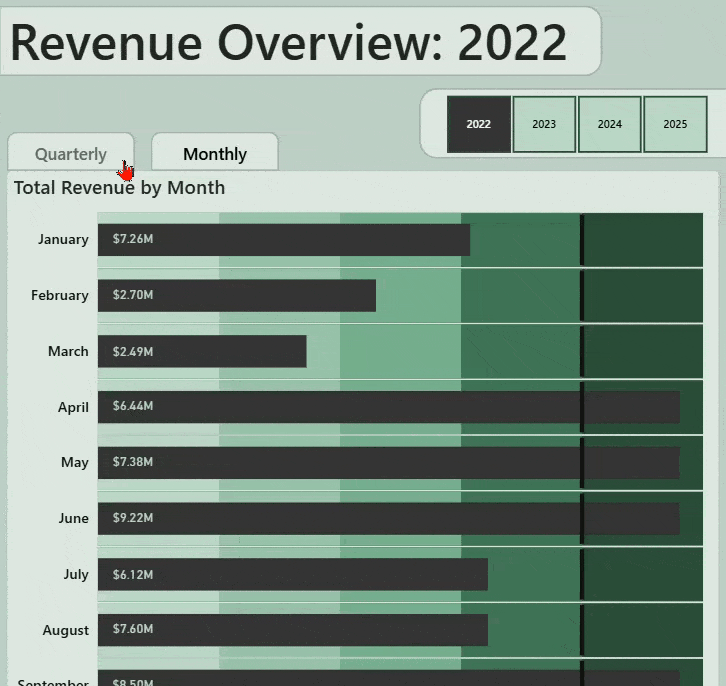 Revenue Overview: 2022
2022 2023 2024 2025
Quarterly Monthly
Total Revenue by Month
January $7.26M
February $2.70M
March $2.49M
April $6.44M
May $7.38M
June $9.22M
July $6.12M
August $7.60M
September $8.50M